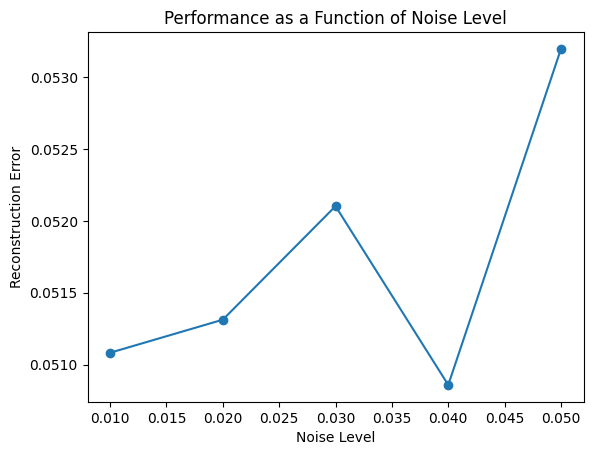 Performance as a Function of Noise Level
Reconstruction Error
0.0530
0.0525
0.0520
0.0515
0.0510
0.010 0.015 0.020 0.025 0.030 0.035 0.040 0.045 0.050
Noise Level